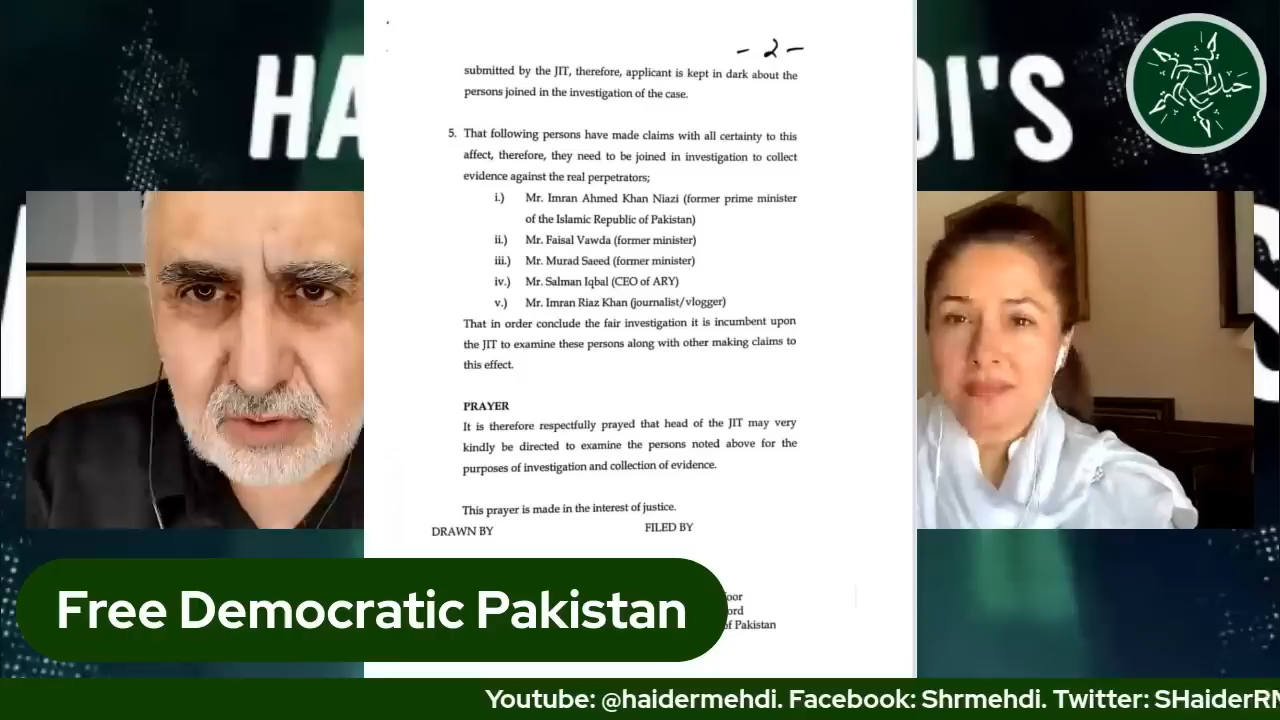 HA
DI'S
حيدر
- 2 -
submitted by the JIT, therefore, applicant is kept in dark about the
persons joined in the investigation of the case.
5. That following persons have made claims with all certainty to this
affect, therefore, they need to be joined in investigation to collect
evidence against the real perpetrators;
i.) Mr. Imran Ahmed Khan Niazi (former prime minister
of the Islamic Republic of Pakistan)
ii.) Mr. Faisal Vawda (former minister)
iii.) Mr. Murad Saeed (former minister)
iv.) Mr. Salman Iqbal (CEO of ARY)
v.) Mr. Imran Riaz Khan (journalist/vlogger)
That in order conclude the fair investigation it is incumbent upon
the JIT to examine these persons along with other making claims to
this effect.
PRAYER
It is therefore respectfully prayed that head of the JIT may very
kindly be directed to examine the persons noted above for the
purposes of investigation and collection of evidence.
This prayer is made in the interest of justice.
DRAWN BY FILED BY
oor
ord
of Pakistan
Free Democratic Pakistan
Youtube: @haidermehdi. Facebook: Shrmehdi. Twitter: SHaiderRM